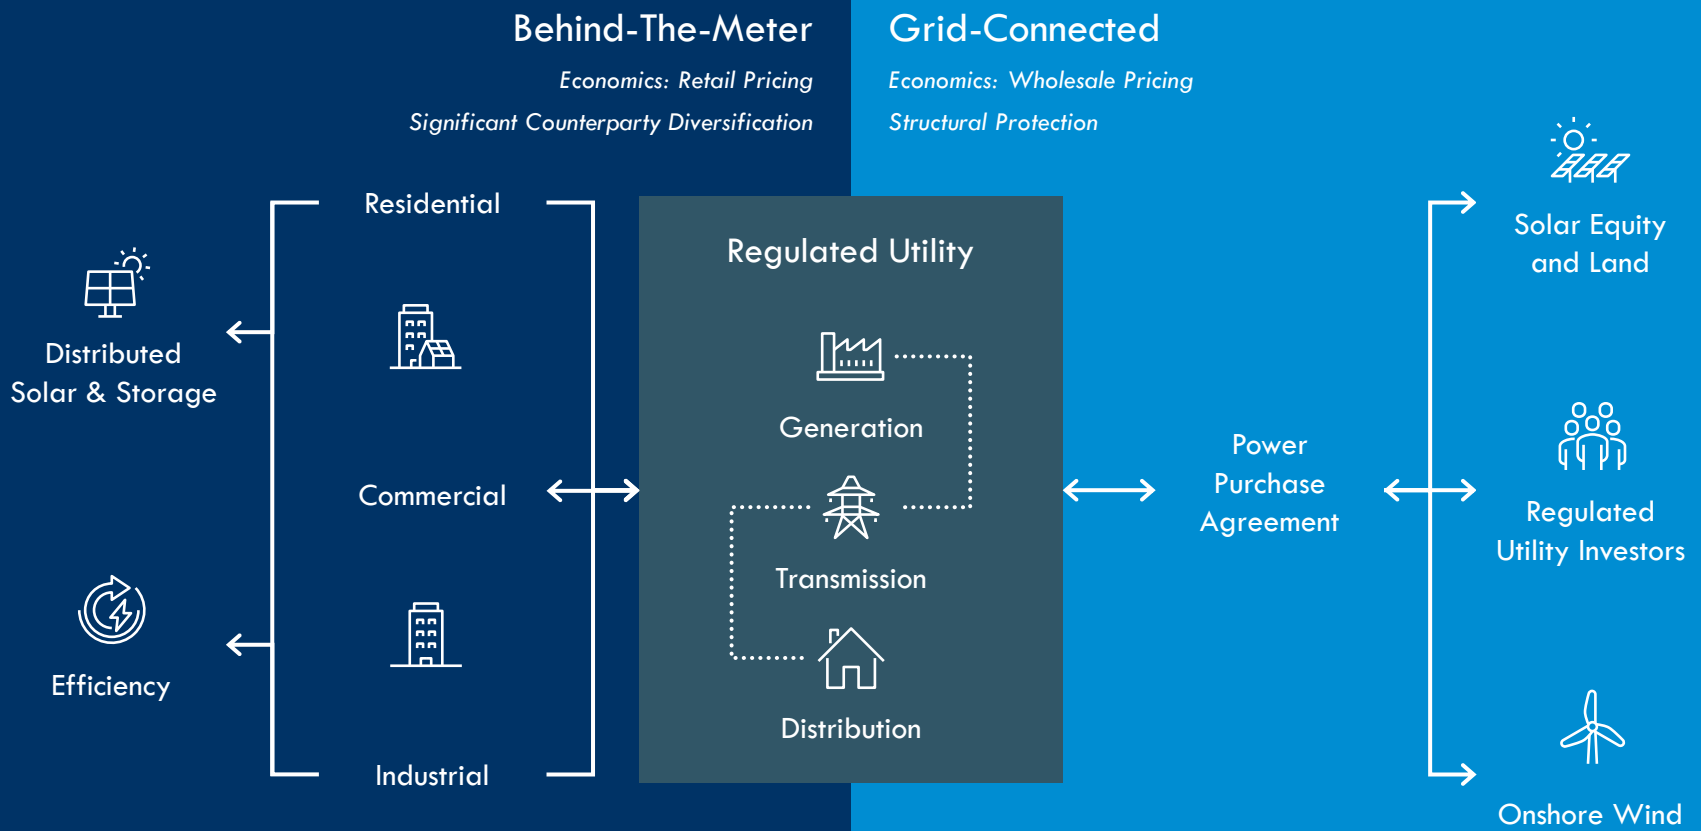 Behind-The-Meter
Economics: Retail Pricing
Significant Counterparty Diversification
Grid-Connected
Economics: Wholesale Pricing
Structural Protection
Distributed
Solar & Storage
Efficiency
Residential
Commercial
Industrial
Regulated Utility
Generation
Transmission
Distribution
Power
Purchase
Agreement
Solar Equity
and Land
Regulated
Utility Investors
Onshore Wind